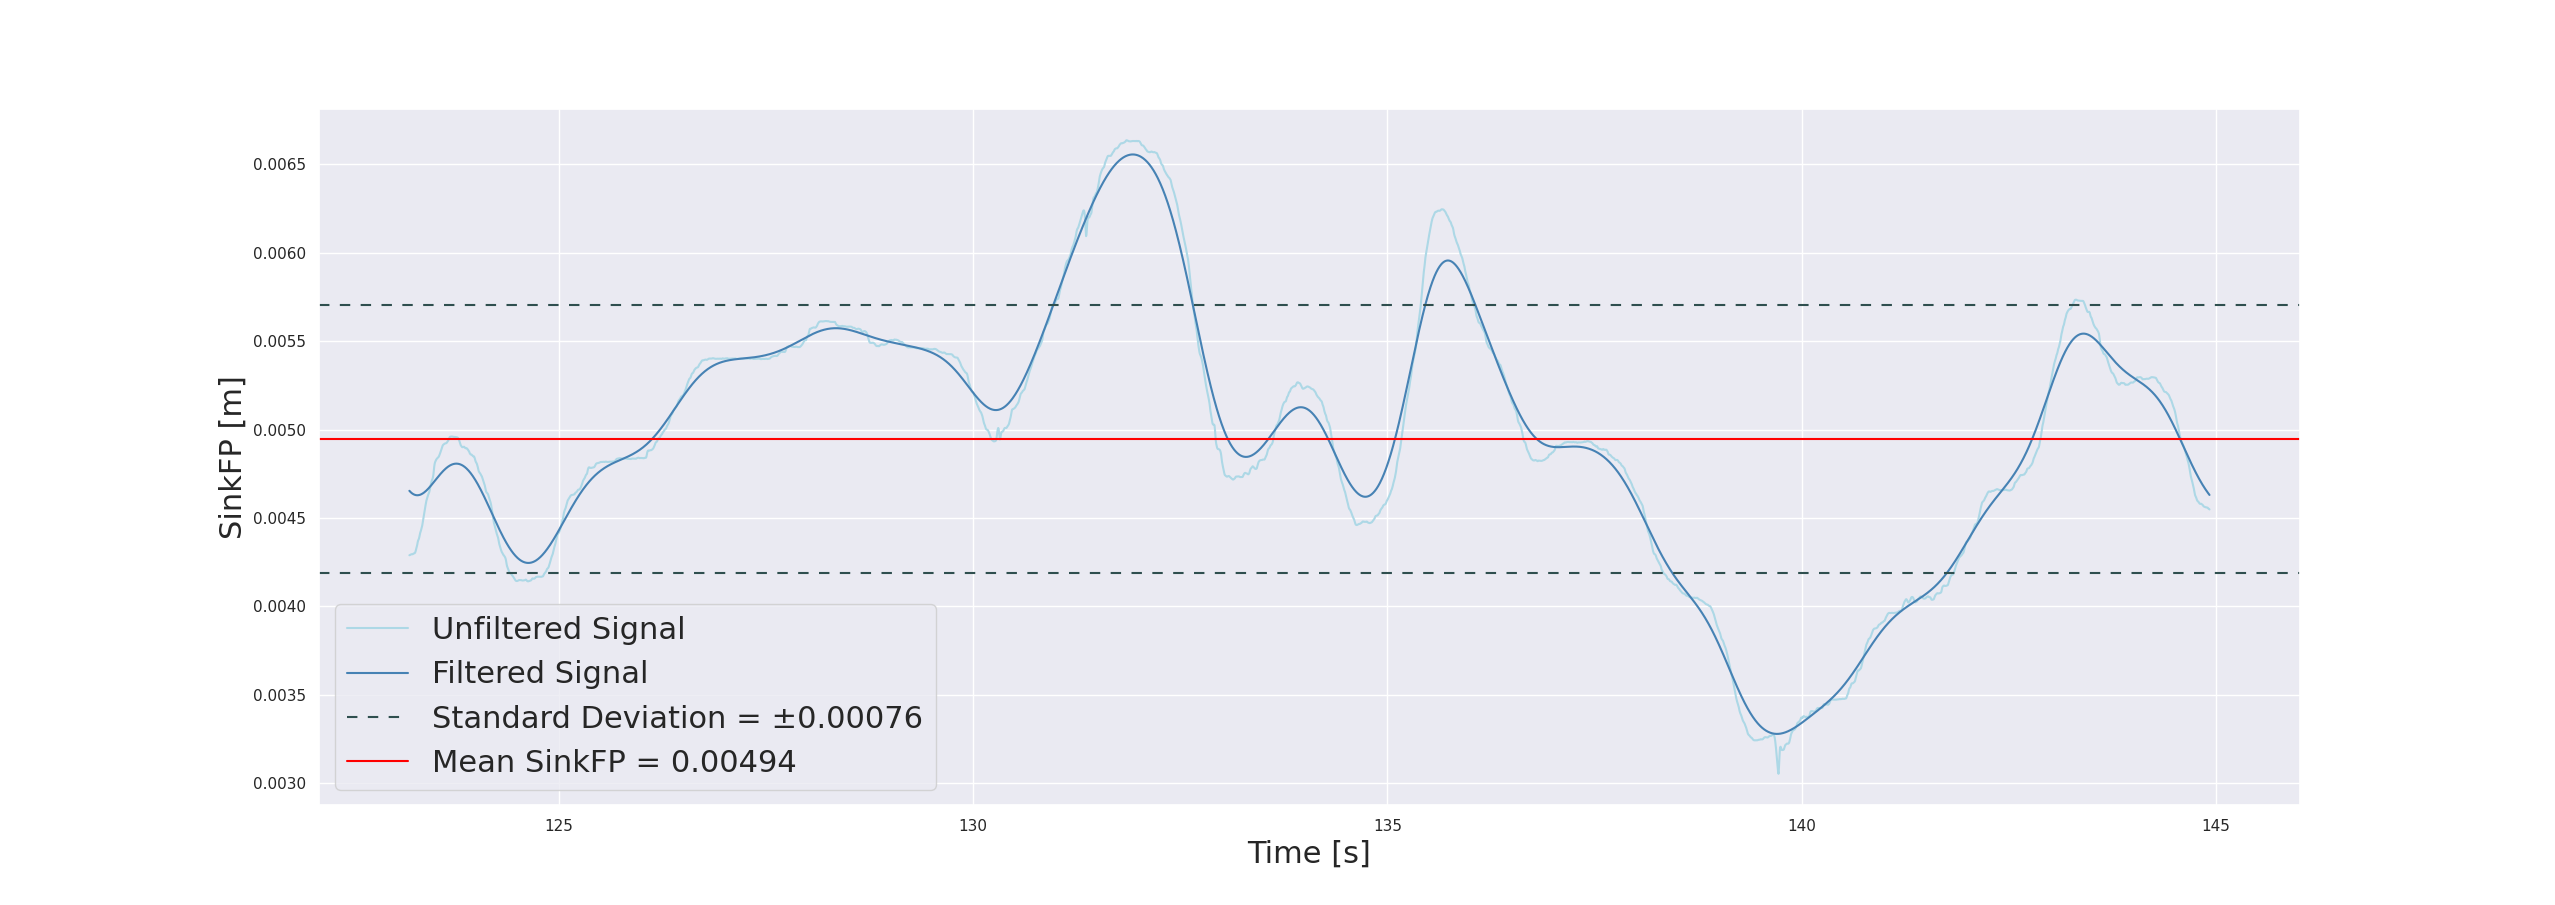 0.0065
0.0060
0.0055
0.0050
0.0045
0.0040
0.0035
0.0030
SinkFP [m]
Unfiltered Signal
Filtered Signal
Standard Deviation = ±0.00076
Mean SinkFP = 0.00494
125 130 135 140 145
Time [s]